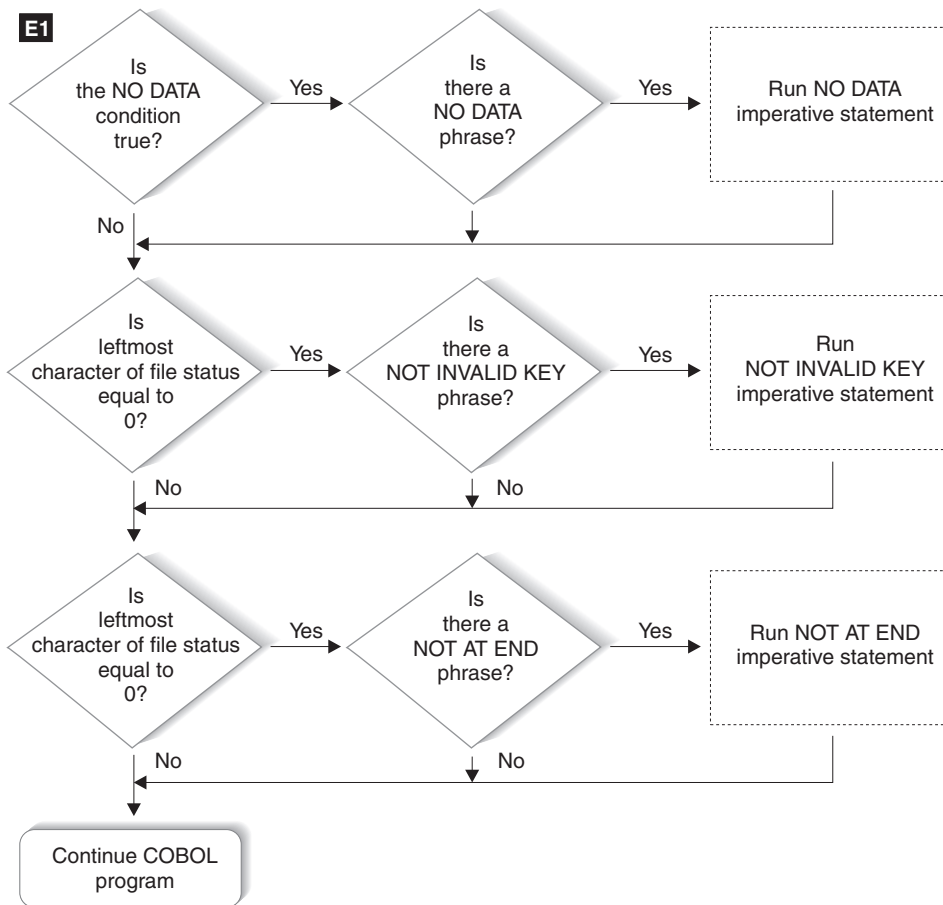 E1
Is
the NO DATA
condition
true?
Yes
Is
there a
NO DATA
phrase?
Yes
Run NO DATA
imperative statement
No
Is
leftmost
character of file status
equal to
0?
Yes
Is
there a
NOT INVALID KEY
phrase?
Yes
Run
NOT INVALID KEY
imperative statement
No
No
Is
leftmost
character of file status
equal to
0?
Yes
Is
there a
NOT AT END
phrase?
Yes
Run NOT AT END
imperative statement
No
No
Continue COBOL
program